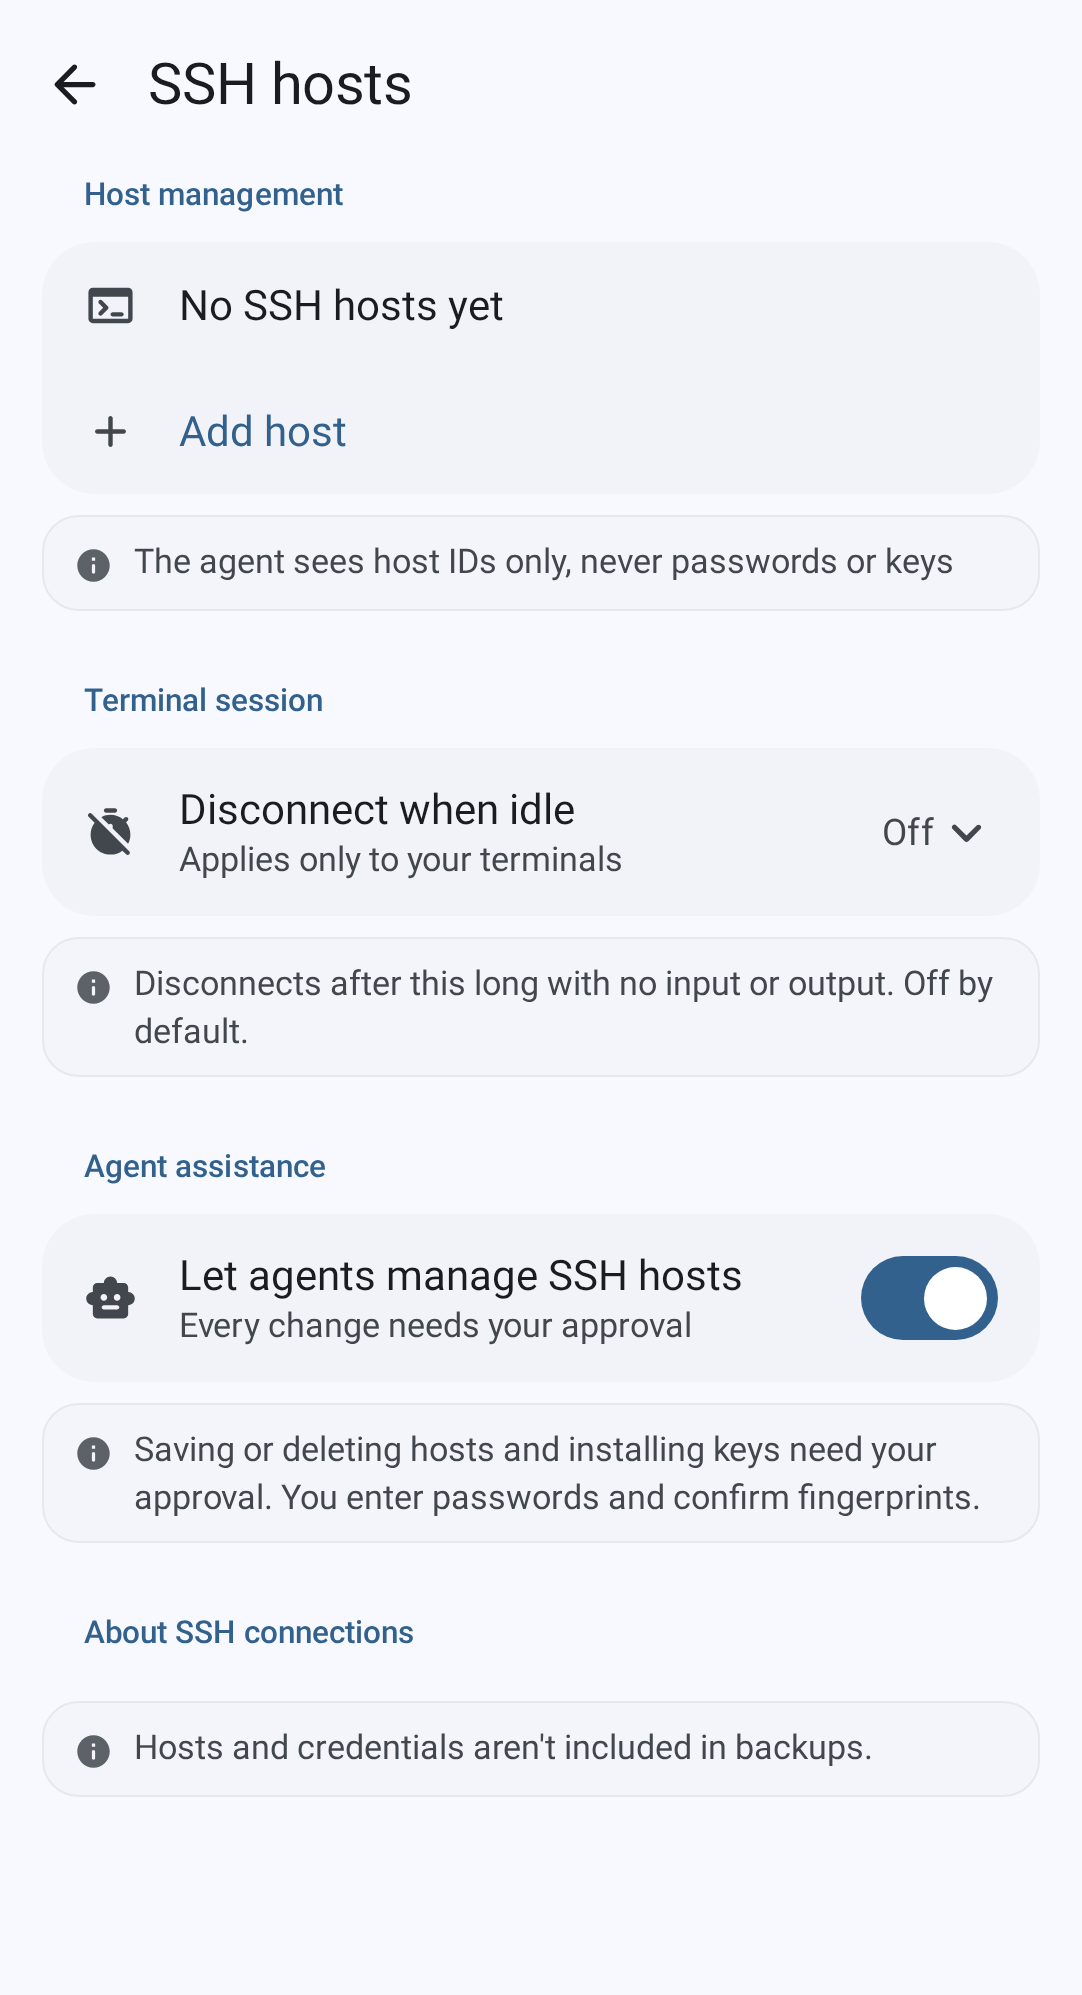 SSH hosts
Host management
No SSH hosts yet
Add host
The agent sees host IDs only, never passwords or keys
Terminal session
Disconnect when idle
Applies only to your terminals
Off
Disconnects after this long with no input or output. Off by
default.
Agent assistance
Let agents manage SSH hosts
Every change needs your approval
Saving or deleting hosts and installing keys need your
approval. You enter passwords and confirm fingerprints.
About SSH connections
Hosts and credentials aren't included in backups.